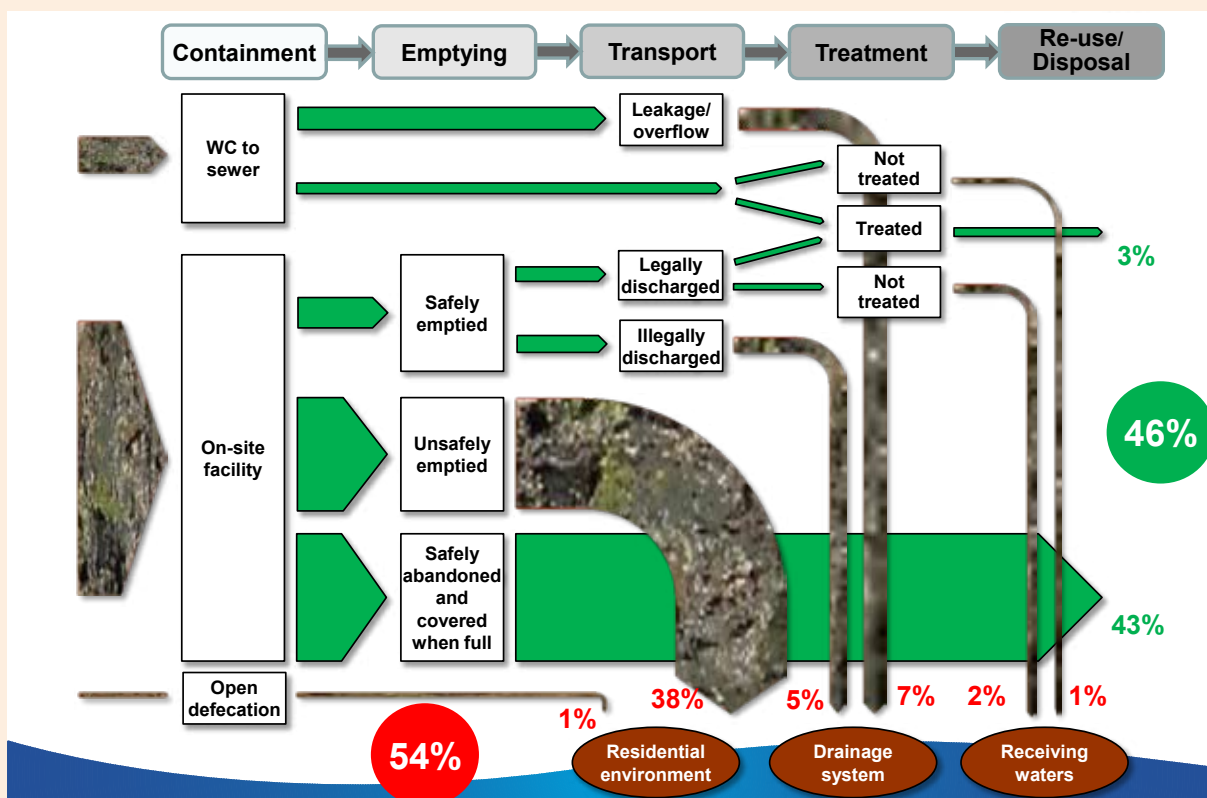 Containment
Emptying
Transport
Treatment
Re-use/
Disposal
WC to
sewer
Leakage/
overflow
Not
treated
Treated
3%
On-site
facility
Safely
emptied
Legally
discharged
Not
treated
Illegally
discharged
Unsafely
emptied
46%
Safely
abandoned
and
covered
when full
43%
Open
defecation
1%
38%
5%
7%
2%
1%
54%
Residential
environment
Drainage
system
Receiving
waters